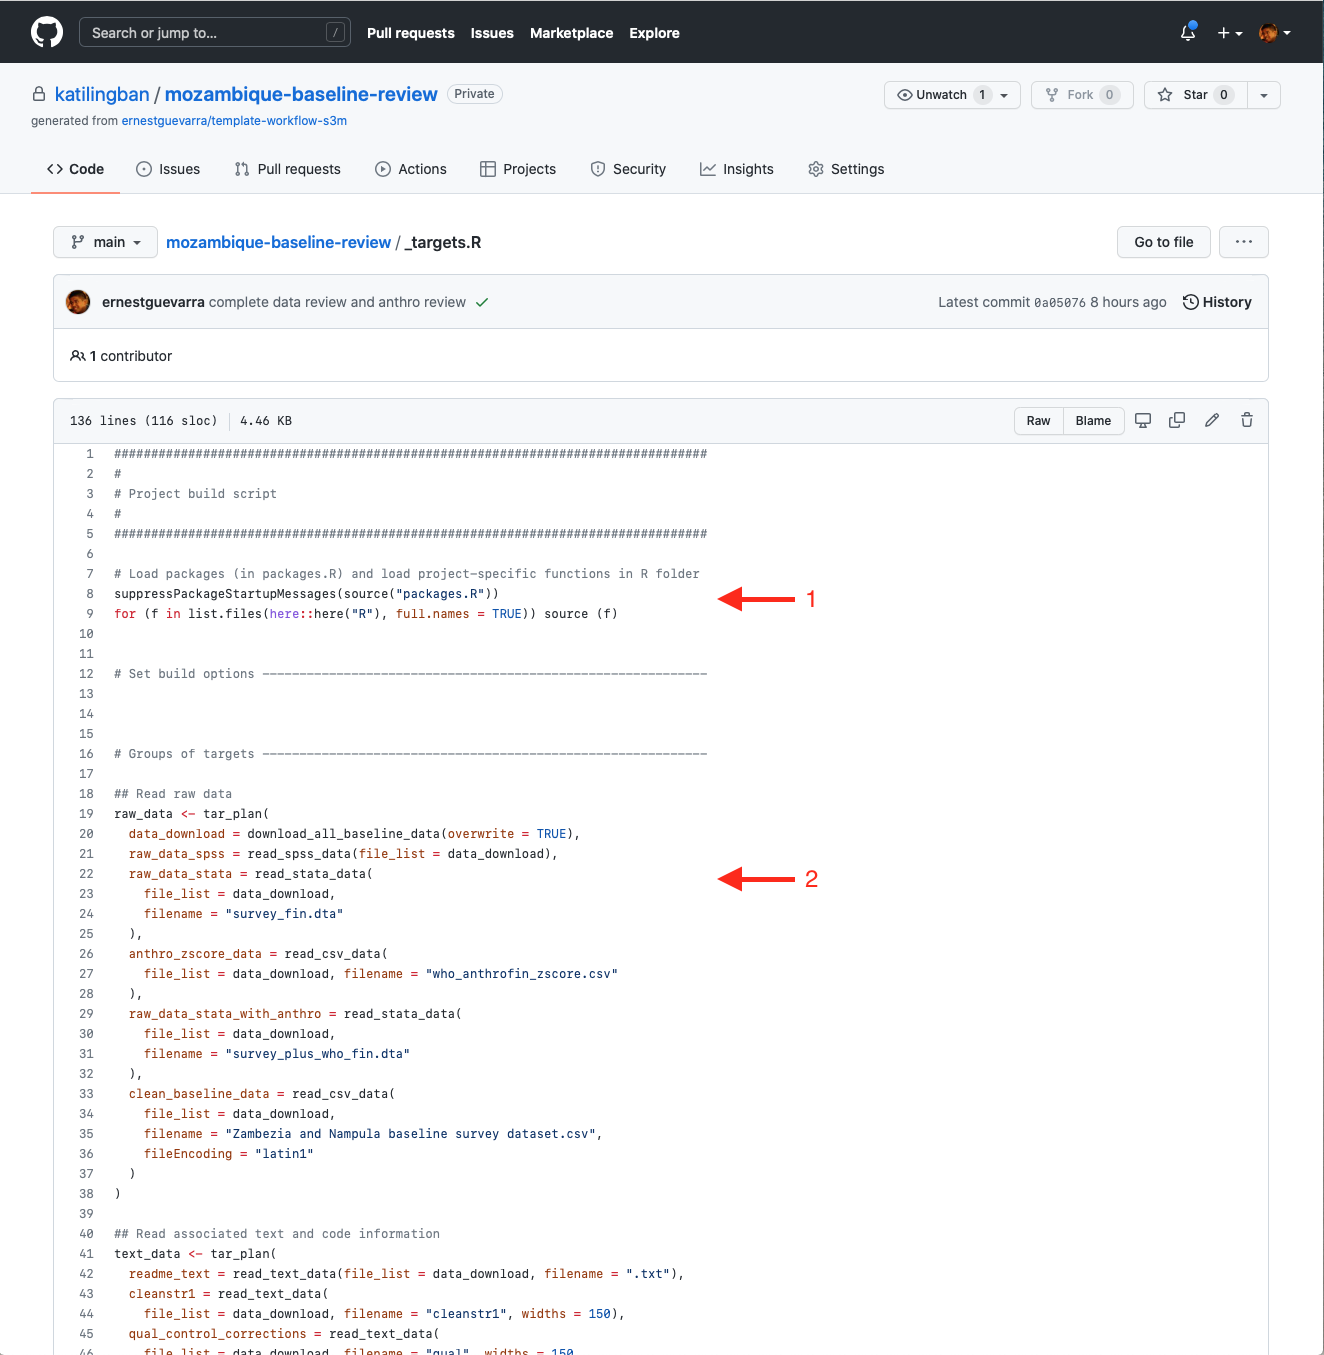 Search or jump to... /
Pull requests Issues Marketplace Explore
katilingban / mozambique-baseline-review Private
Unwatch 1 Fork 0 Star 0
generated from ernestguevarra/template-workflow-s3m
Code Issues Pull requests Actions Projects Security Insights Settings
main mozambique-baseline-review / _targets.R Go to file ...
ernestguevarra complete data review and anthro review Latest commit 0a05076 8 hours ago History
1 contributor
136 lines (116 sloc) 4.46 KB Raw Blame
1 ################################################################################
2 #
3 # Project build script
4 #
5 ################################################################################
6
7 # Load packages (in packages.R) and load project-specific functions in R folder
8 suppressPackageStartupMessages(source("packages.R"))
1
9 for (f in list.files(here::here("R"), full.names = TRUE)) source (f)
10
11
12 # Set build options ------------------------------------------------------------
13
14
15
16 # Groups of targets ------------------------------------------------------------
17
18 ## Read raw data
19 raw_data <- tar_plan(
20 data_download = download_all_baseline_data(overwrite = TRUE),
21 raw_data_spss = read_spss_data(file_list = data_download),
22 raw_data_stata = read_stata_data(
2
23 file_list = data_download,
24 filename = "survey_fin.dta"
25 ),
26 anthro_zscore_data = read_csv_data(
27 file_list = data_download, filename = "who_anthrofin_zscore.csv"
28 ),
29 raw_data_stata_with_anthro = read_stata_data(
30 file_list = data_download,
31 filename = "survey_plus_who_fin.dta"
32 ),
33 clean_baseline_data = read_csv_data(
34 file_list = data_download,
35 filename = "Zambezia and Nampula baseline survey dataset.csv",
36 fileEncoding = "latin1"
37 )
38 )
39
40 ## Read associated text and code information
41 text_data <- tar_plan(
42 readme_text = read_text_data(file_list = data_download, filename = ".txt"),
43 cleanstr1 = read_text_data(
44 file_list = data_download, filename = "cleanstr1", widths = 150),
45 qual_control_corrections = read_text_data(
46 file_list = data_download, filename = "qual", widths = 150